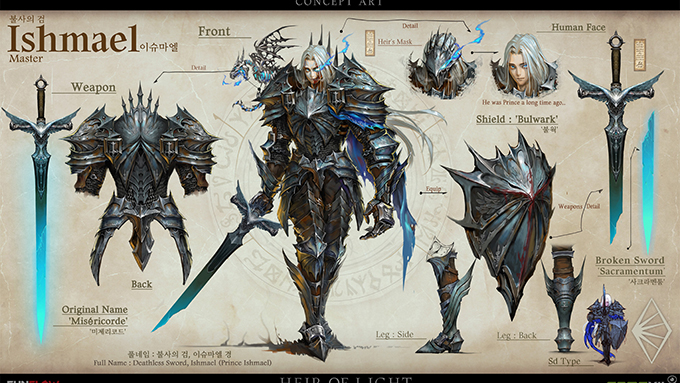 CONCEPT ART
불사의 검
Ishmael 이슈마엘
Master
Front
Detail
Weapon
Detail
Heir's Mask
Human Face
He was Prince a long time ago..
Shield : 'Bulwark'
'불웍'
Equip
Weapons Detail
Back
Original Name
'Miséricorde'
'미제리코드'
Broken Sword
'Sacramentum'
'사크라멘툼'
Leg : Side
Leg : Back
Sd Type
풀네임 : 불사의 검, 이슈마엘 경
Full Name : Deathless Sword, Ishmael (Prince Ishmael)
HEIR OF LIGHT